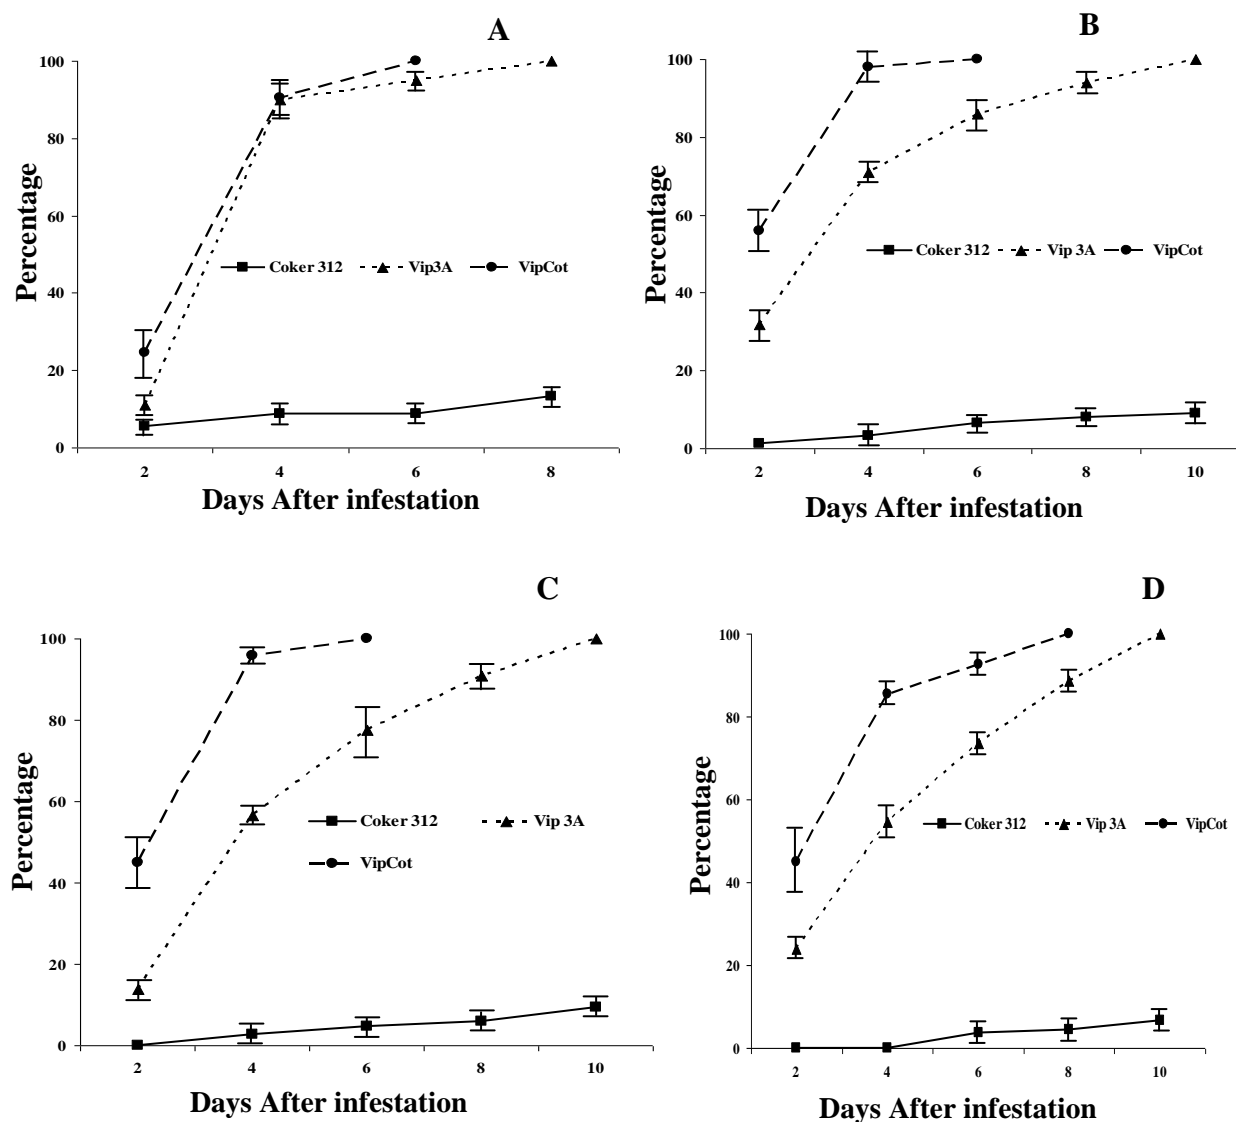 A
Percentage
100
80
60
40
20
0
Coker 312 Vip3A VipCot
2 4 6 8
Days After infestation
B
Percentage
100
80
60
40
20
0
Coker 312 Vip 3A VipCot
2 4 6 8 10
Days After infestation
C
Percentage
100
80
60
40
20
0
Coker 312 Vip 3A
VipCot
2 4 6 8 10
Days After infestation
D
Percentage
100
80
60
40
20
0
Coker 312 Vip 3A VipCot
2 4 6 8 10
Days After infestation